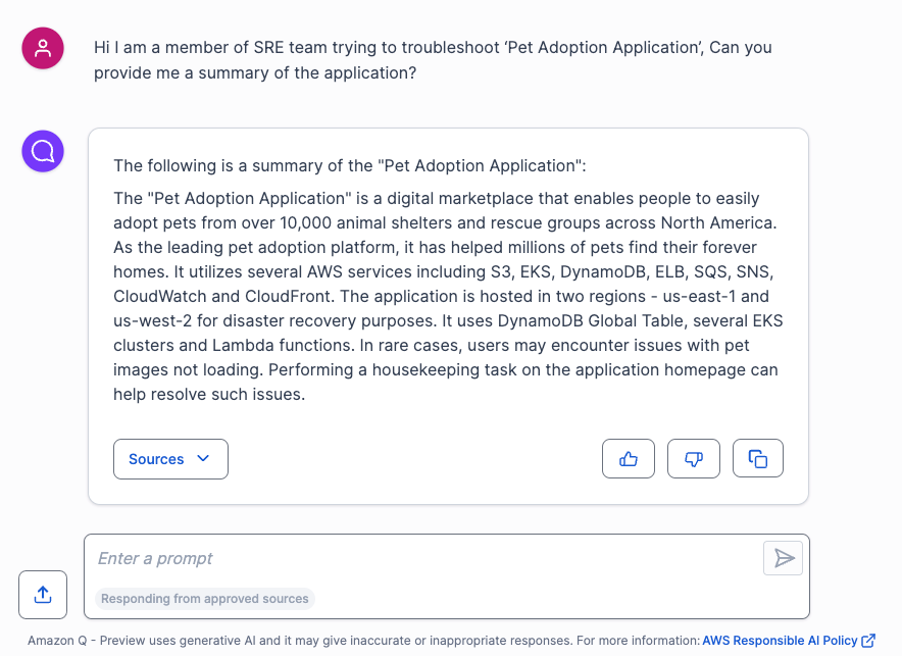 Hi I am a member of SRE team trying to troubleshoot ‘Pet Adoption Application’, Can you
provide me a summary of the application?
The following is a summary of the "Pet Adoption Application":
The "Pet Adoption Application" is a digital marketplace that enables people to easily
adopt pets from over 10,000 animal shelters and rescue groups across North America.
As the leading pet adoption platform, it has helped millions of pets find their forever
homes. It utilizes several AWS services including S3, EKS, DynamoDB, ELB, SQS, SNS,
CloudWatch and CloudFront. The application is hosted in two regions - us-east-1 and
us-west-2 for disaster recovery purposes. It uses DynamoDB Global Table, several EKS
clusters and Lambda functions. In rare cases, users may encounter issues with pet
images not loading. Performing a housekeeping task on the application homepage can
help resolve such issues.
Sources
Enter a prompt
Responding from approved sources
Amazon Q - Preview uses generative AI and it may give inaccurate or inappropriate responses. For more information: AWS Responsible AI Policy